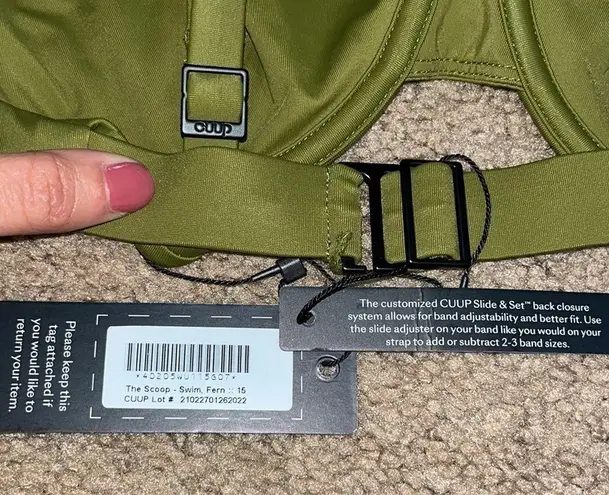 CUUP
The customized CUUP Slide & Set™ back closure
system allows for band adjustability and better fit. Use
the slide adjuster on your band like you would on your
strap to add or subtract 2-3 band sizes.
Please keep this
tag attached if
you would like to
return your item.
*40205WU115S07*
The Scoop - Swim, Fern :: 15
CUUP Lot # 21022701262022